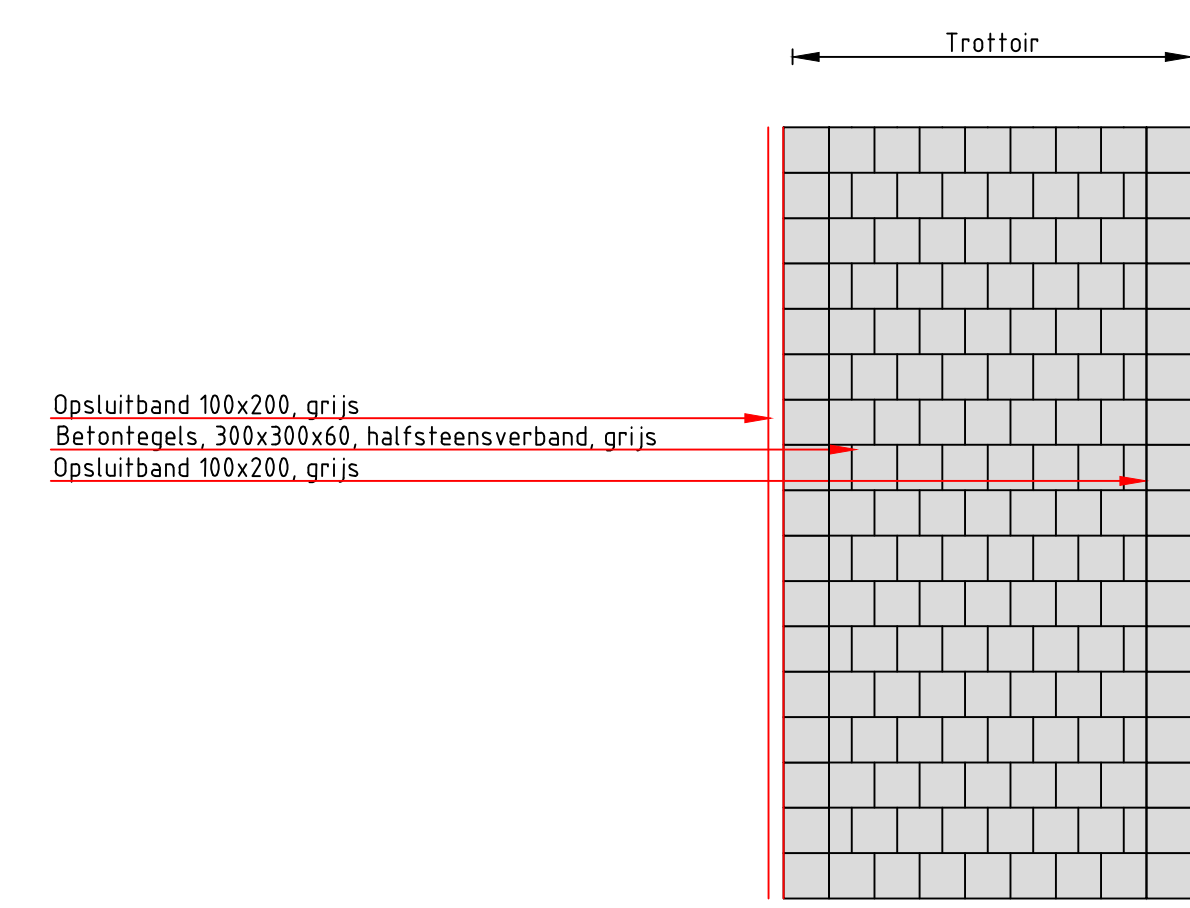 Trottoir
Opsluitband 100x200, grijs
Betontegels, 300x300x60, halfsteensverband, grijs
Opsluitband 100x200, grijs